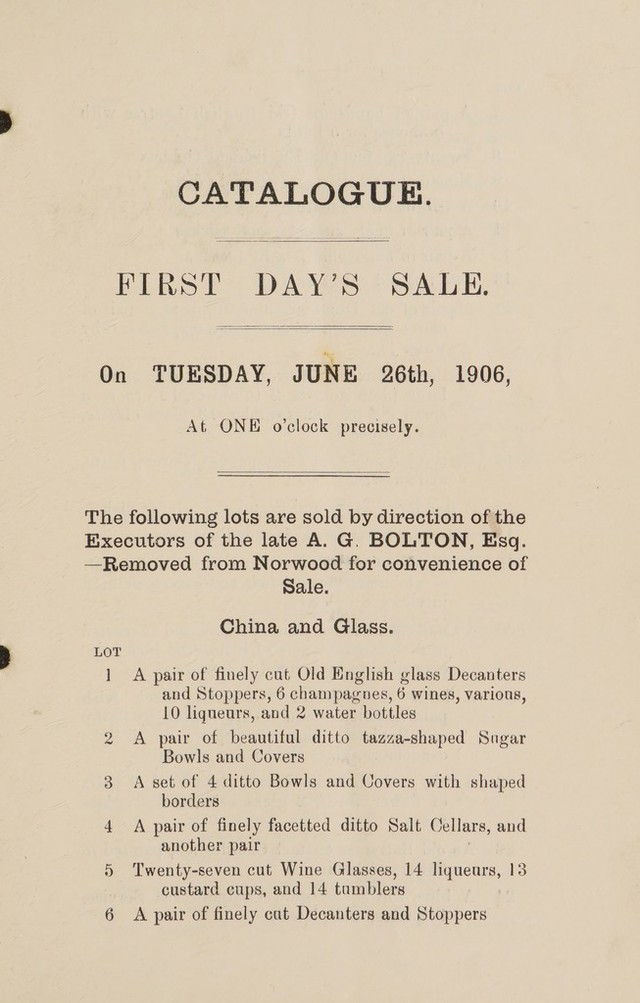 CATALOGUE.
FIRST DAY'S SALE.
On TUESDAY, JUNE 26th, 1906,
At ONE o'clock precisely.
The following lots are sold by direction of the
Executors of the late A. G. BOLTON, Esq.
—Removed from Norwood for convenience of
Sale.
China and Glass.
LOT
1 A pair of finely cut Old English glass Decanters
and Stoppers, 6 champagnes, 6 wines, various,
10 liqueurs, and 2 water bottles
2 A pair of beautiful ditto tazza-shaped Sugar
Bowls and Covers
3 A set of 4 ditto Bowls and Covers with shaped
borders
4 A pair of finely facetted ditto Salt Cellars, and
another pair
5 Twenty-seven cut Wine Glasses, 14 liqueurs, 13
custard cups, and 14 tumblers
6 A pair of finely cut Decanters and Stoppers